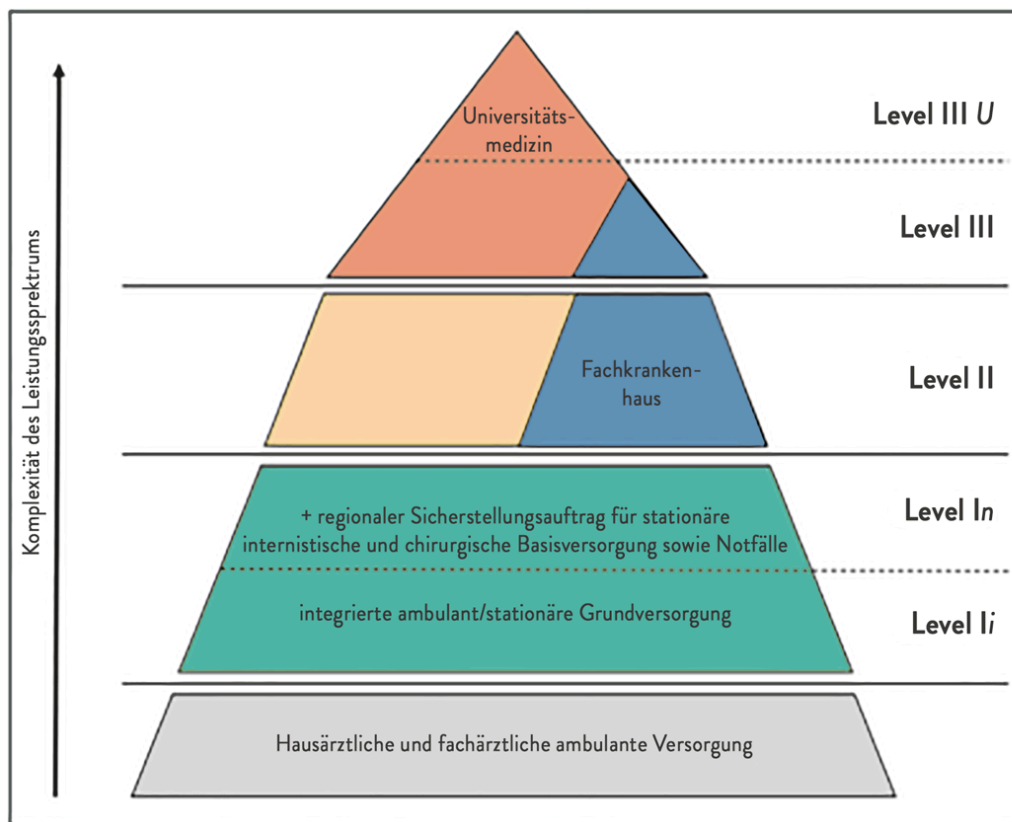 Universitäts-
medizin
Level III U
Level III
Komplexität des Leistungssprektrums
Fachkranken-
haus
Level II
+ regionaler Sicherstellungsauftrag für stationäre
internistische und chirurgische Basisversorgung sowie Notfälle
Level In
integrierte ambulant/stationäre Grundversorgung
Level Ii
Hausärztliche und fachärztliche ambulante Versorgung